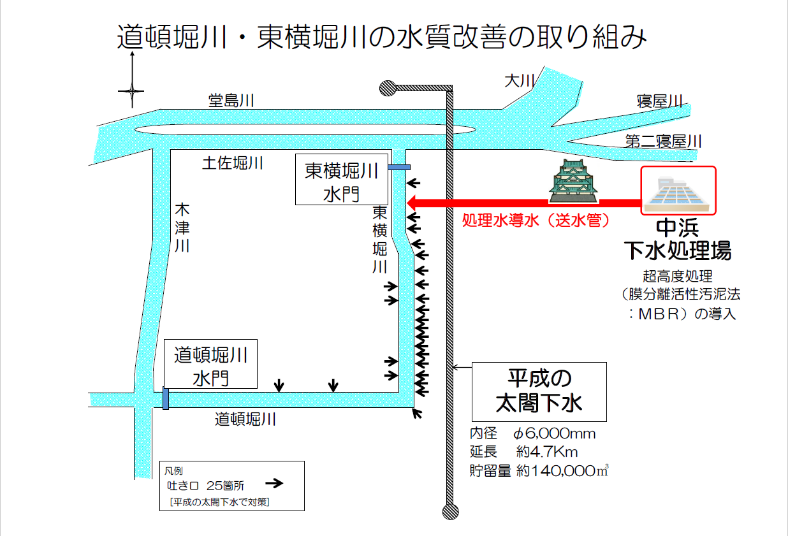 道頓堀川・東横堀川の水質改善の取り組み
大川
堂島川
寝屋川
第二寝屋川
土佐堀川
東横堀川
水門
木津川
東横堀川
処理水導水（送水管）
中浜
下水処理場
超高度処理
（膜分離活性汚泥法
：ＭＢＲ）の導入
道頓堀川
水門
道頓堀川
平成の
太閤下水
内径　φ6,000mm
延長　約4.7Km
貯留量 約140,000㎥
凡例
吐き口　25箇所
［平成の太閤下水で対策］